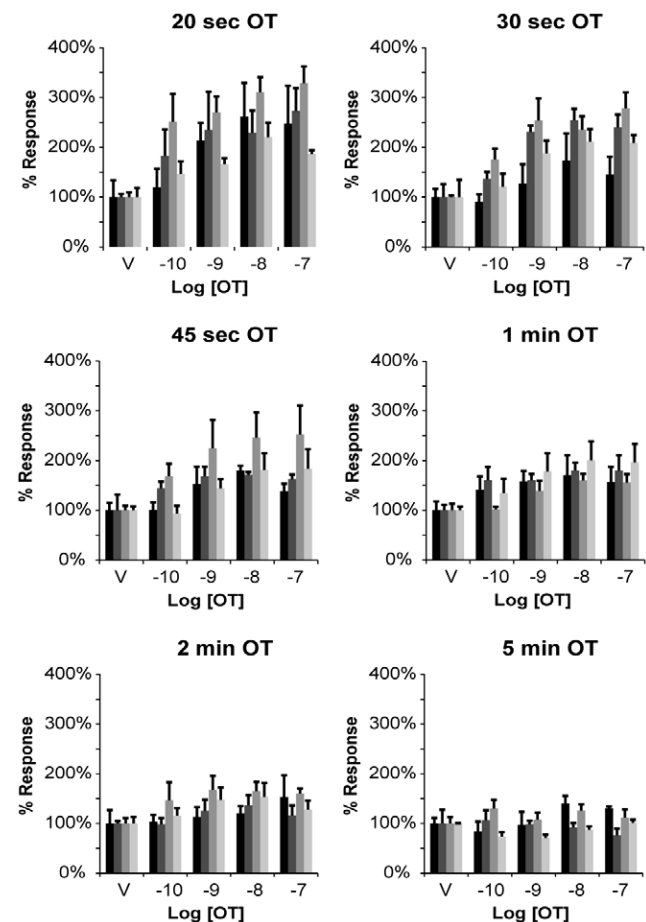 20 sec OT
400%
300%
200%
100%
0%
% Response
V -10 -9 -8 -7
Log [OT]
30 sec OT
400%
300%
200%
100%
0%
% Response
V -10 -9 -8 -7
Log [OT]
45 sec OT
400%
300%
200%
100%
0%
% Response
V -10 -9 -8 -7
Log [OT]
1 min OT
400%
300%
200%
100%
0%
% Response
V -10 -9 -8 -7
Log [OT]
2 min OT
400%
300%
200%
100%
0%
% Response
V -10 -9 -8 -7
Log [OT]
5 min OT
400%
300%
200%
100%
0%
% Response
V -10 -9 -8 -7
Log [OT]